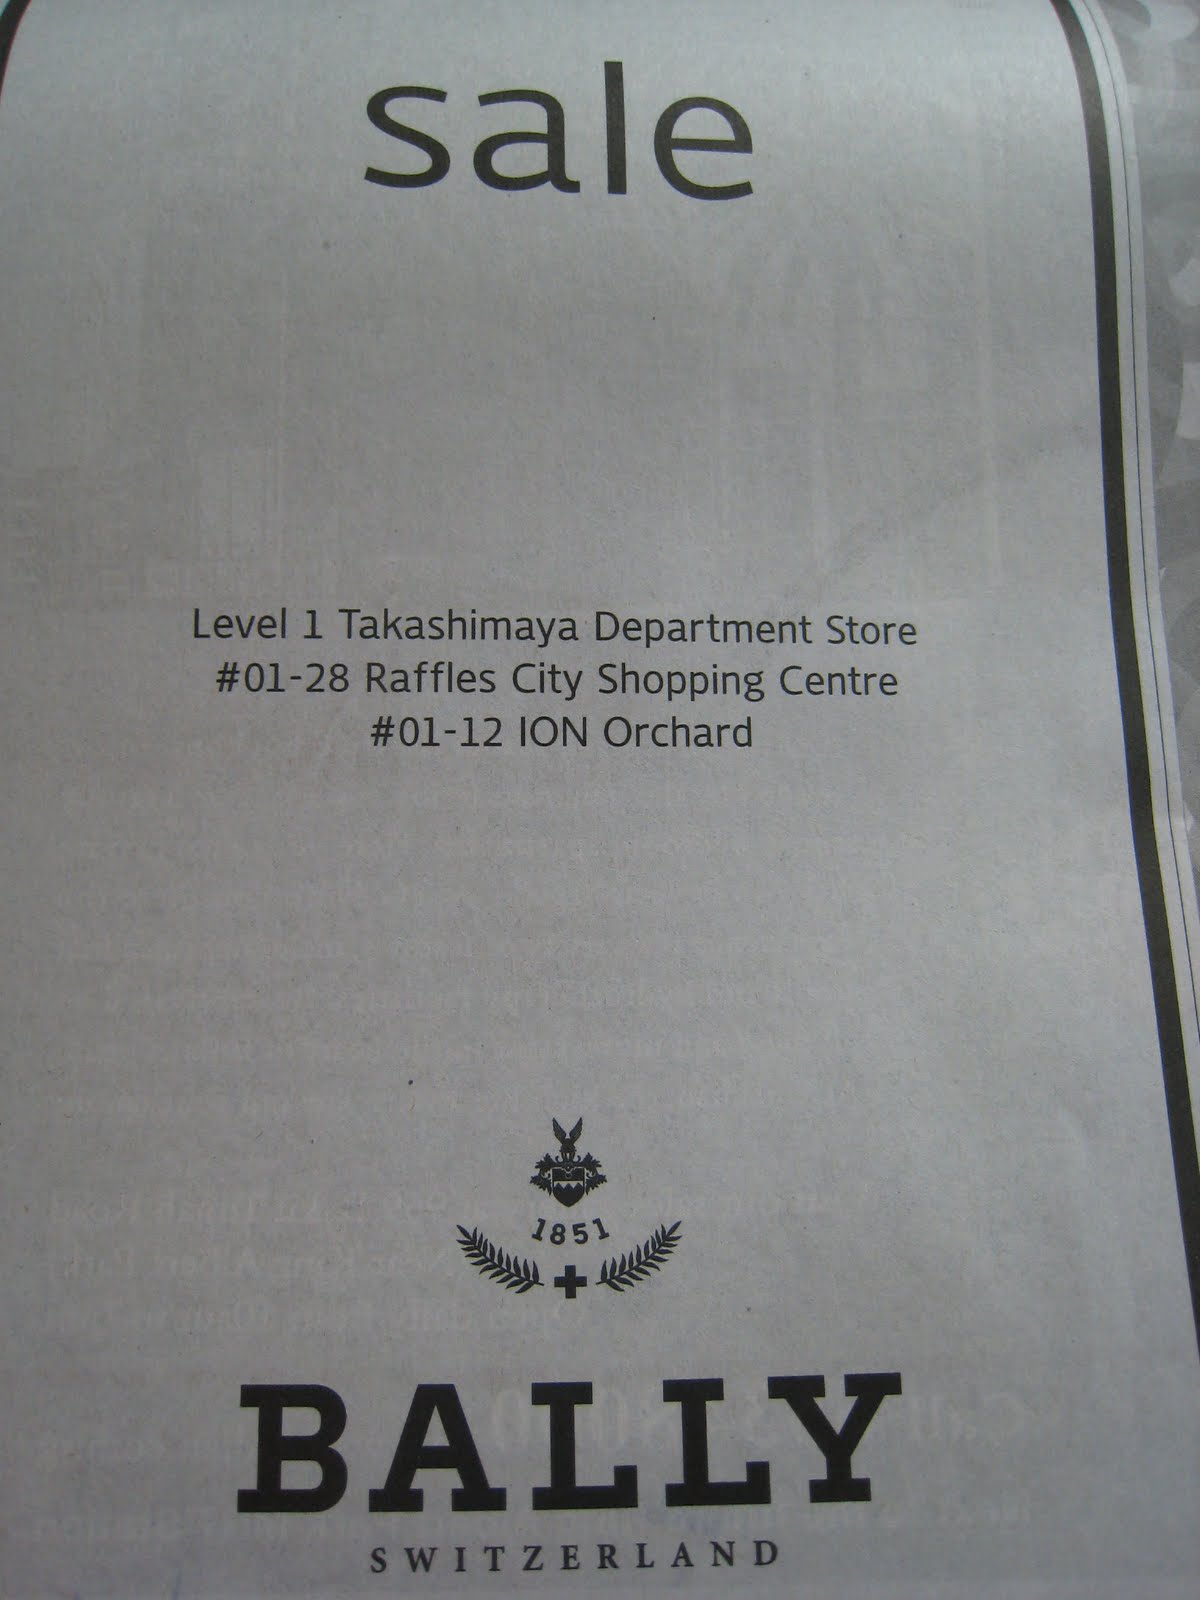 sale
Level 1 Takashimaya Department Store
#01-28 Raffles City Shopping Centre
#01-12 ION Orchard
1851
BALLY
SWITZERLAND